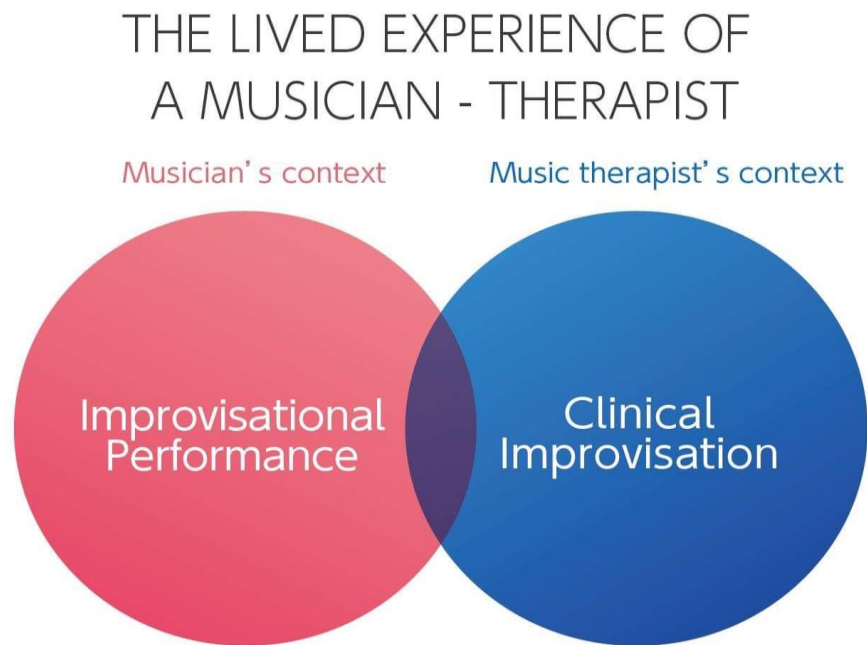 THE LIVED EXPERIENCE OF
A MUSICIAN - THERAPIST
Musician's context
Music therapist's context
Improvisational
Performance
Clinical
Improvisation